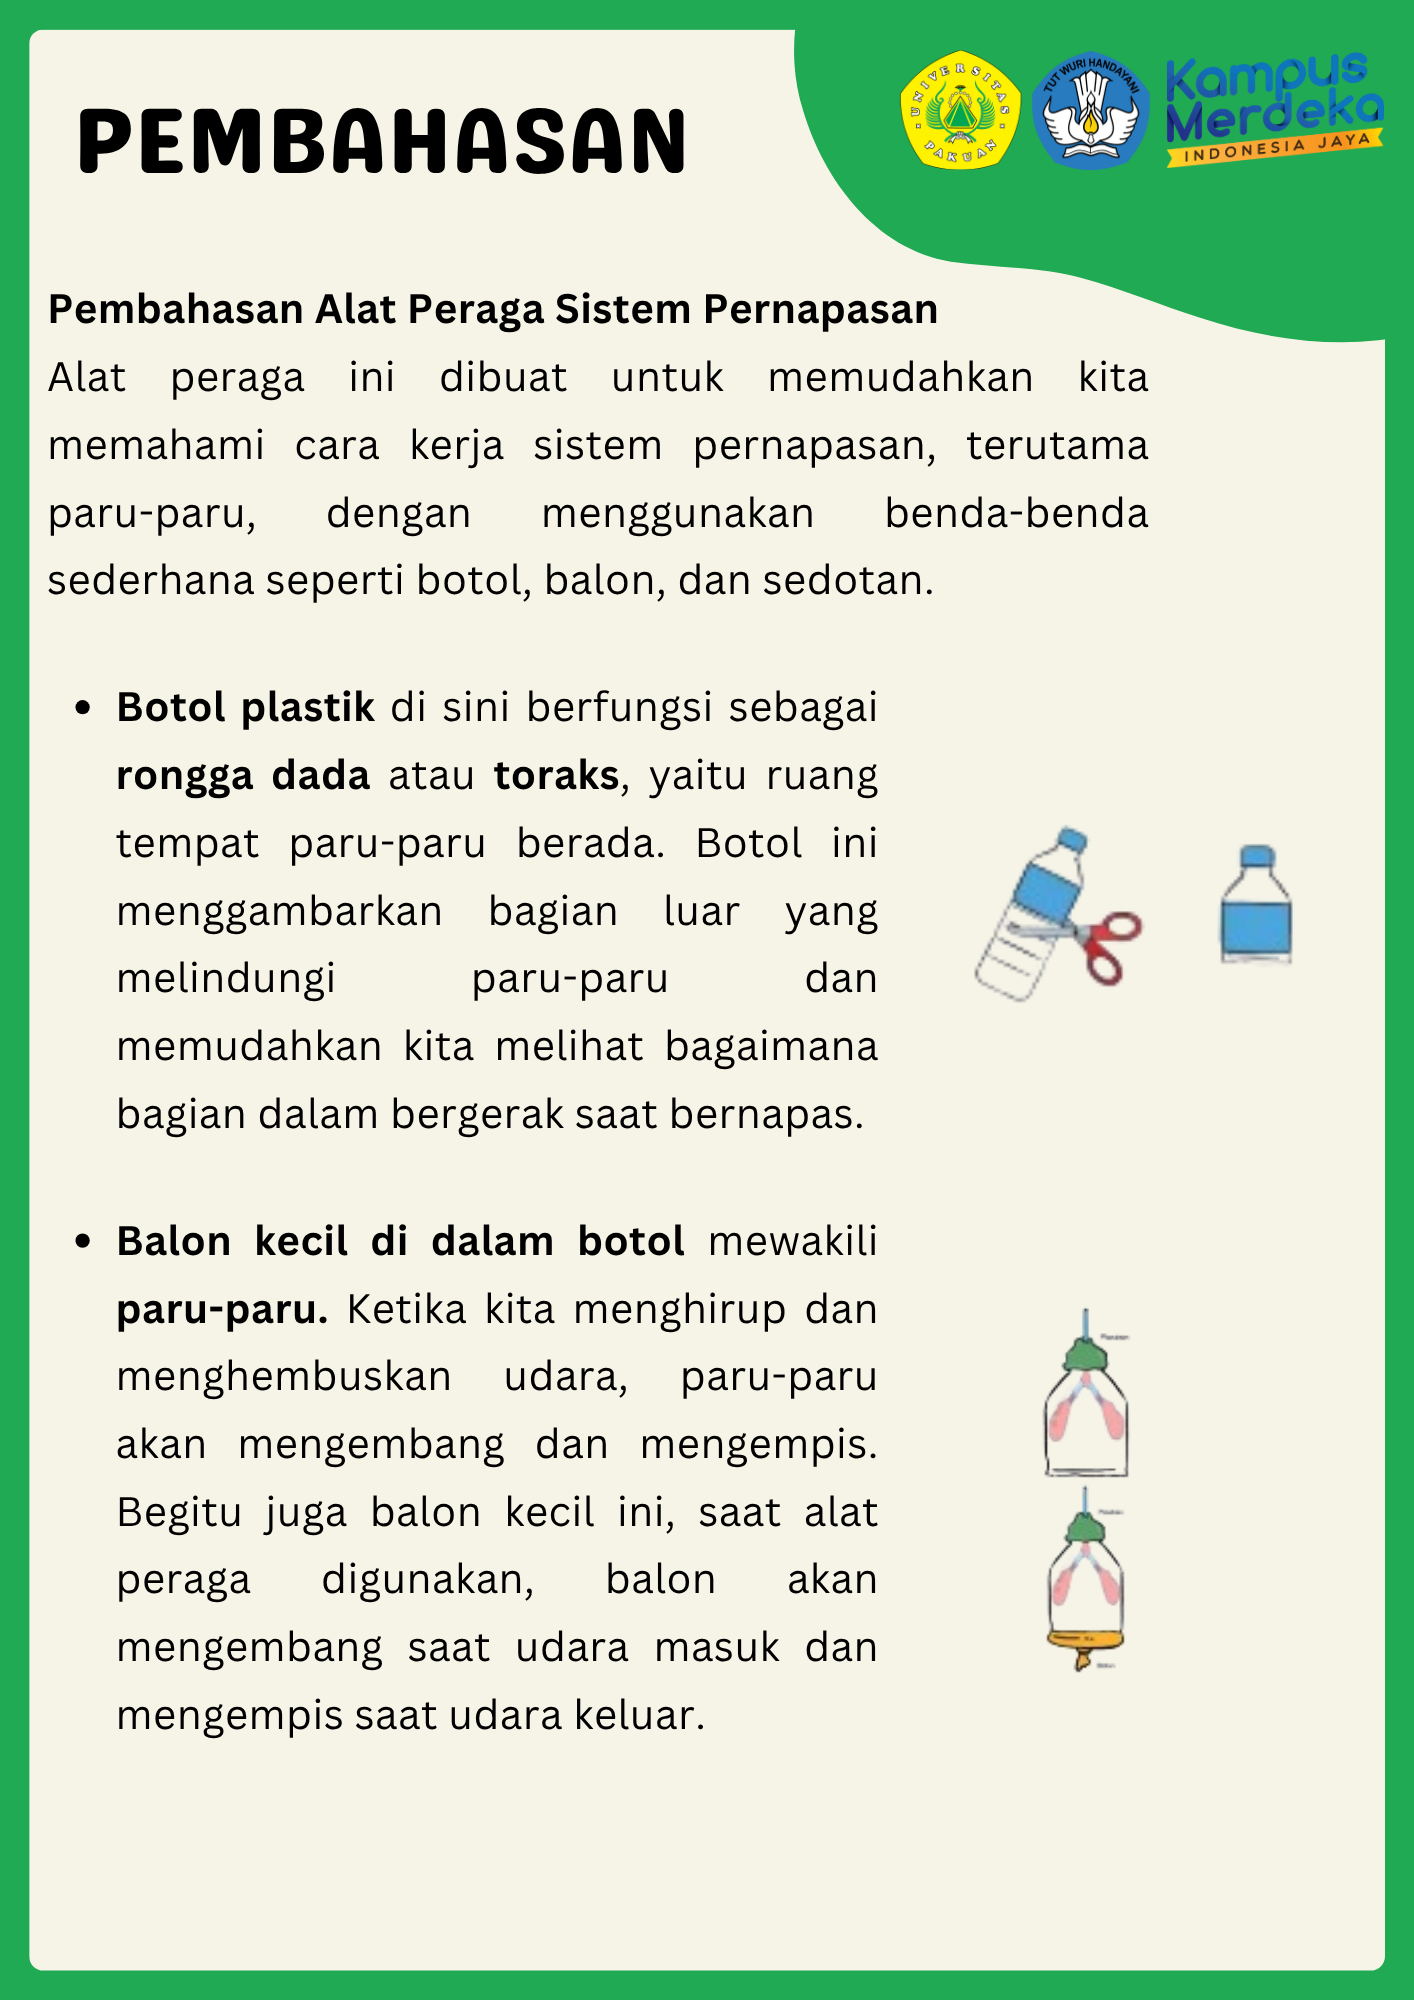 UNIVERSITAS
PAKUAN
TUT WURI HANDAYANI
Kampus
Merdeka
INDONESIA JAYA
PEMBAHASAN
Pembahasan Alat Peraga Sistem Pernapasan
Alat peraga ini dibuat untuk memudahkan kita
memahami cara kerja sistem pernapasan, terutama
paru-paru, dengan menggunakan benda-benda
sederhana seperti botol, balon, dan sedotan.
• Botol plastik di sini berfungsi sebagai
rongga dada atau toraks, yaitu ruang
tempat paru-paru berada. Botol ini
menggambarkan bagian luar yang
melindungi paru-paru dan
memudahkan kita melihat bagaimana
bagian dalam bergerak saat bernapas.
• Balon kecil di dalam botol mewakili
paru-paru. Ketika kita menghirup dan
menghembuskan udara, paru-paru
akan mengembang dan mengempis.
Begitu juga balon kecil ini, saat alat
peraga digunakan, balon akan
mengembang saat udara masuk dan
mengempis saat udara keluar.